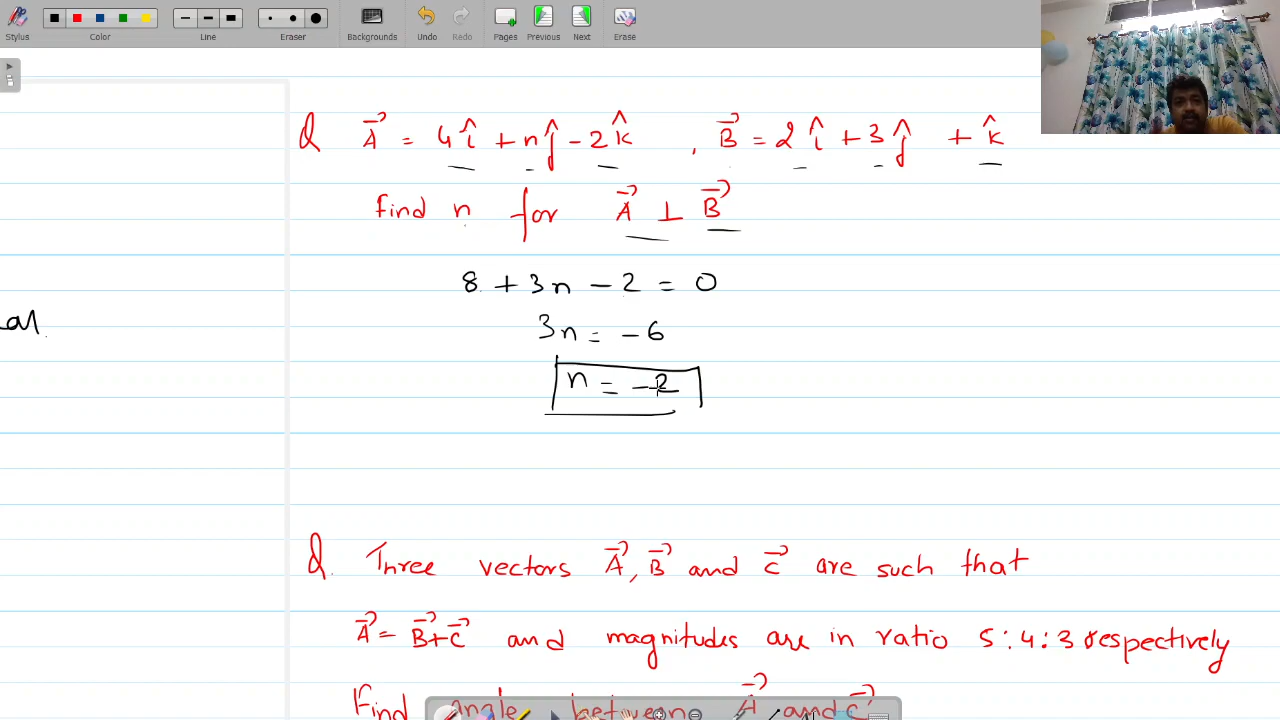 Stylus Color Line Eraser Backgrounds Undo Redo Pages Previous Next Erase
Q A⃗ = 4î + nĵ - 2k̂ , B⃗ = 2î + 3ĵ + k̂
find n for A⃗ ⊥ B⃗
8 + 3n - 2 = 0
3n = -6
n = -2
Q. Three vectors A⃗, B⃗ and C⃗ are such that
A⃗ = B⃗+C⃗ and magnitudes are in ratio 5:4:3 respectively
Find angle between A⃗ and C⃗